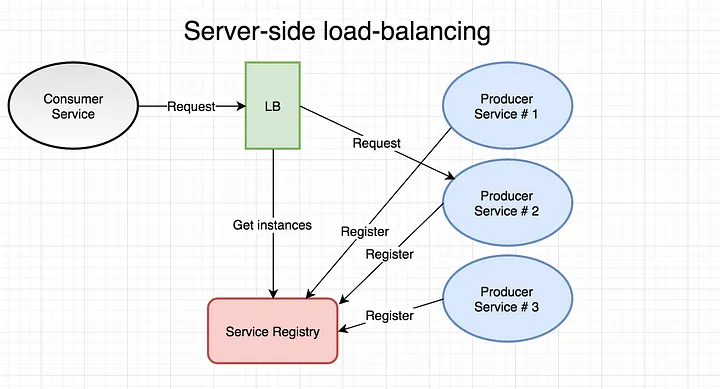 Server-side load-balancing
Consumer
Service
Request
LB
Producer
Service # 1
Request
Producer
Service # 2
Get instances
Register
Register
Producer
Service # 3
Register
Service Registry